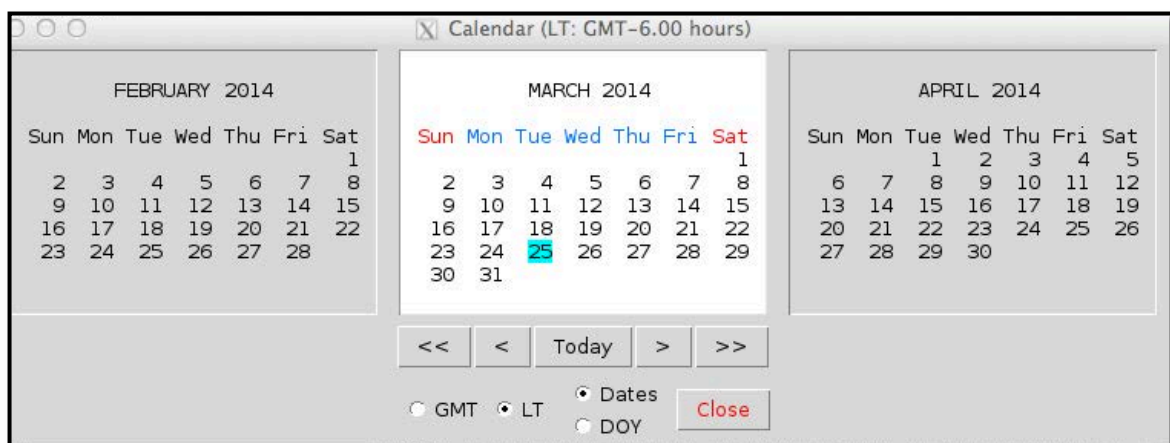 Calendar (LT: GMT-6.00 hours)
FEBRUARY 2014
Sun Mon Tue Wed Thu Fri Sat
1
2 3 4 5 6 7 8
9 10 11 12 13 14 15
16 17 18 19 20 21 22
23 24 25 26 27 28
MARCH 2014
Sun Mon Tue Wed Thu Fri Sat
1
2 3 4 5 6 7 8
9 10 11 12 13 14 15
16 17 18 19 20 21 22
23 24 25 26 27 28 29
30 31
APRIL 2014
Sun Mon Tue Wed Thu Fri Sat
1 2 3 4 5
6 7 8 9 10 11 12
13 14 15 16 17 18 19
20 21 22 23 24 25 26
27 28 29 30
<< < Today > >>
GMT LT Dates Close
DOY